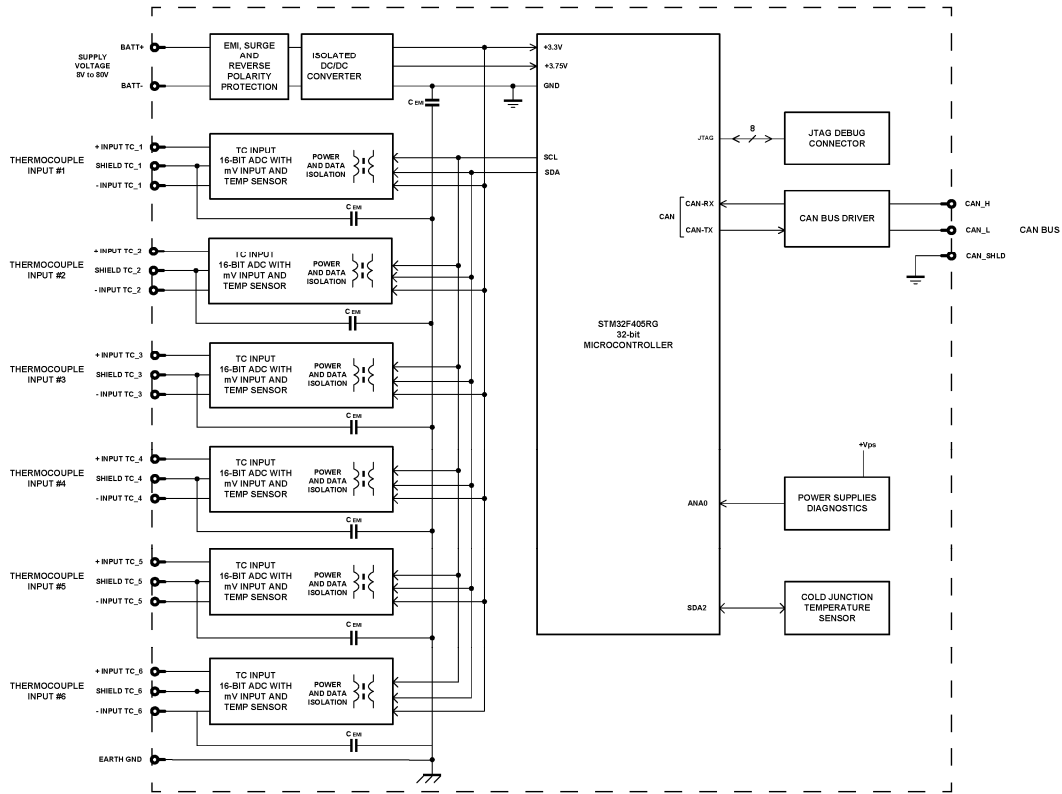 BATT+
SUPPLY
VOLTAGE
8V to 80V
BATT-
EMI, SURGE
AND
REVERSE
POLARITY
PROTECTION
ISOLATED
DC/DC
CONVERTER
C EMI
+3.3V
+3.75V
GND
SCL
SDA
JTAG
8
JTAG DEBUG
CONNECTOR
CAN
CAN-RX
CAN-TX
CAN BUS DRIVER
CAN_H
CAN_L
CAN_SHLD
CAN BUS
STM32F405RG
32-bit
MICROCONTROLLER
+Vps
ANA0
POWER SUPPLIES
DIAGNOSTICS
SDA2
COLD JUNCTION
TEMPERATURE
SENSOR
THERMOCOUPLE
INPUT #1
+ INPUT TC_1
SHIELD TC_1
- INPUT TC_1
TC INPUT
16-BIT ADC WITH
mV INPUT AND
TEMP SENSOR
POWER
AND DATA
ISOLATION
C EMI
THERMOCOUPLE
INPUT #2
+ INPUT TC_2
SHIELD TC_2
- INPUT TC_2
TC INPUT
16-BIT ADC WITH
mV INPUT AND
TEMP SENSOR
POWER
AND DATA
ISOLATION
C EMI
THERMOCOUPLE
INPUT #3
+ INPUT TC_3
SHIELD TC_3
- INPUT TC_3
TC INPUT
16-BIT ADC WITH
mV INPUT AND
TEMP SENSOR
POWER
AND DATA
ISOLATION
C EMI
THERMOCOUPLE
INPUT #4
+ INPUT TC_4
SHIELD TC_4
- INPUT TC_4
TC INPUT
16-BIT ADC WITH
mV INPUT AND
TEMP SENSOR
POWER
AND DATA
ISOLATION
C EMI
THERMOCOUPLE
INPUT #5
+ INPUT TC_5
SHIELD TC_5
- INPUT TC_5
TC INPUT
16-BIT ADC WITH
mV INPUT AND
TEMP SENSOR
POWER
AND DATA
ISOLATION
C EMI
THERMOCOUPLE
INPUT #6
+ INPUT TC_6
SHIELD TC_6
- INPUT TC_6
TC INPUT
16-BIT ADC WITH
mV INPUT AND
TEMP SENSOR
POWER
AND DATA
ISOLATION
C EMI
EARTH GND